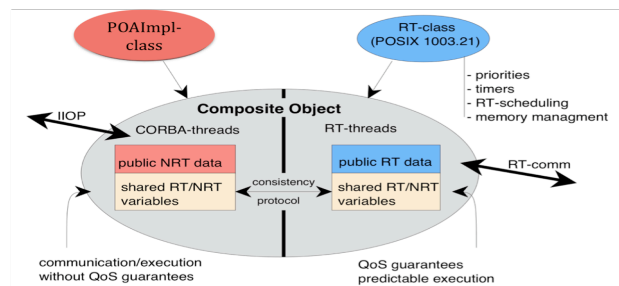 POAImpl-
class
RT-class
(POSIX 1003.21)
- priorities
- timers
- RT-scheduling
- memory managment
Composite Object
IIOP
CORBA-threads
RT-threads
public NRT data
public RT data
RT-comm
shared RT/NRT
variables
consistency
protocol
shared RT/NRT
variables
communication/execution
without QoS guarantees
QoS guarantees
predictable execution